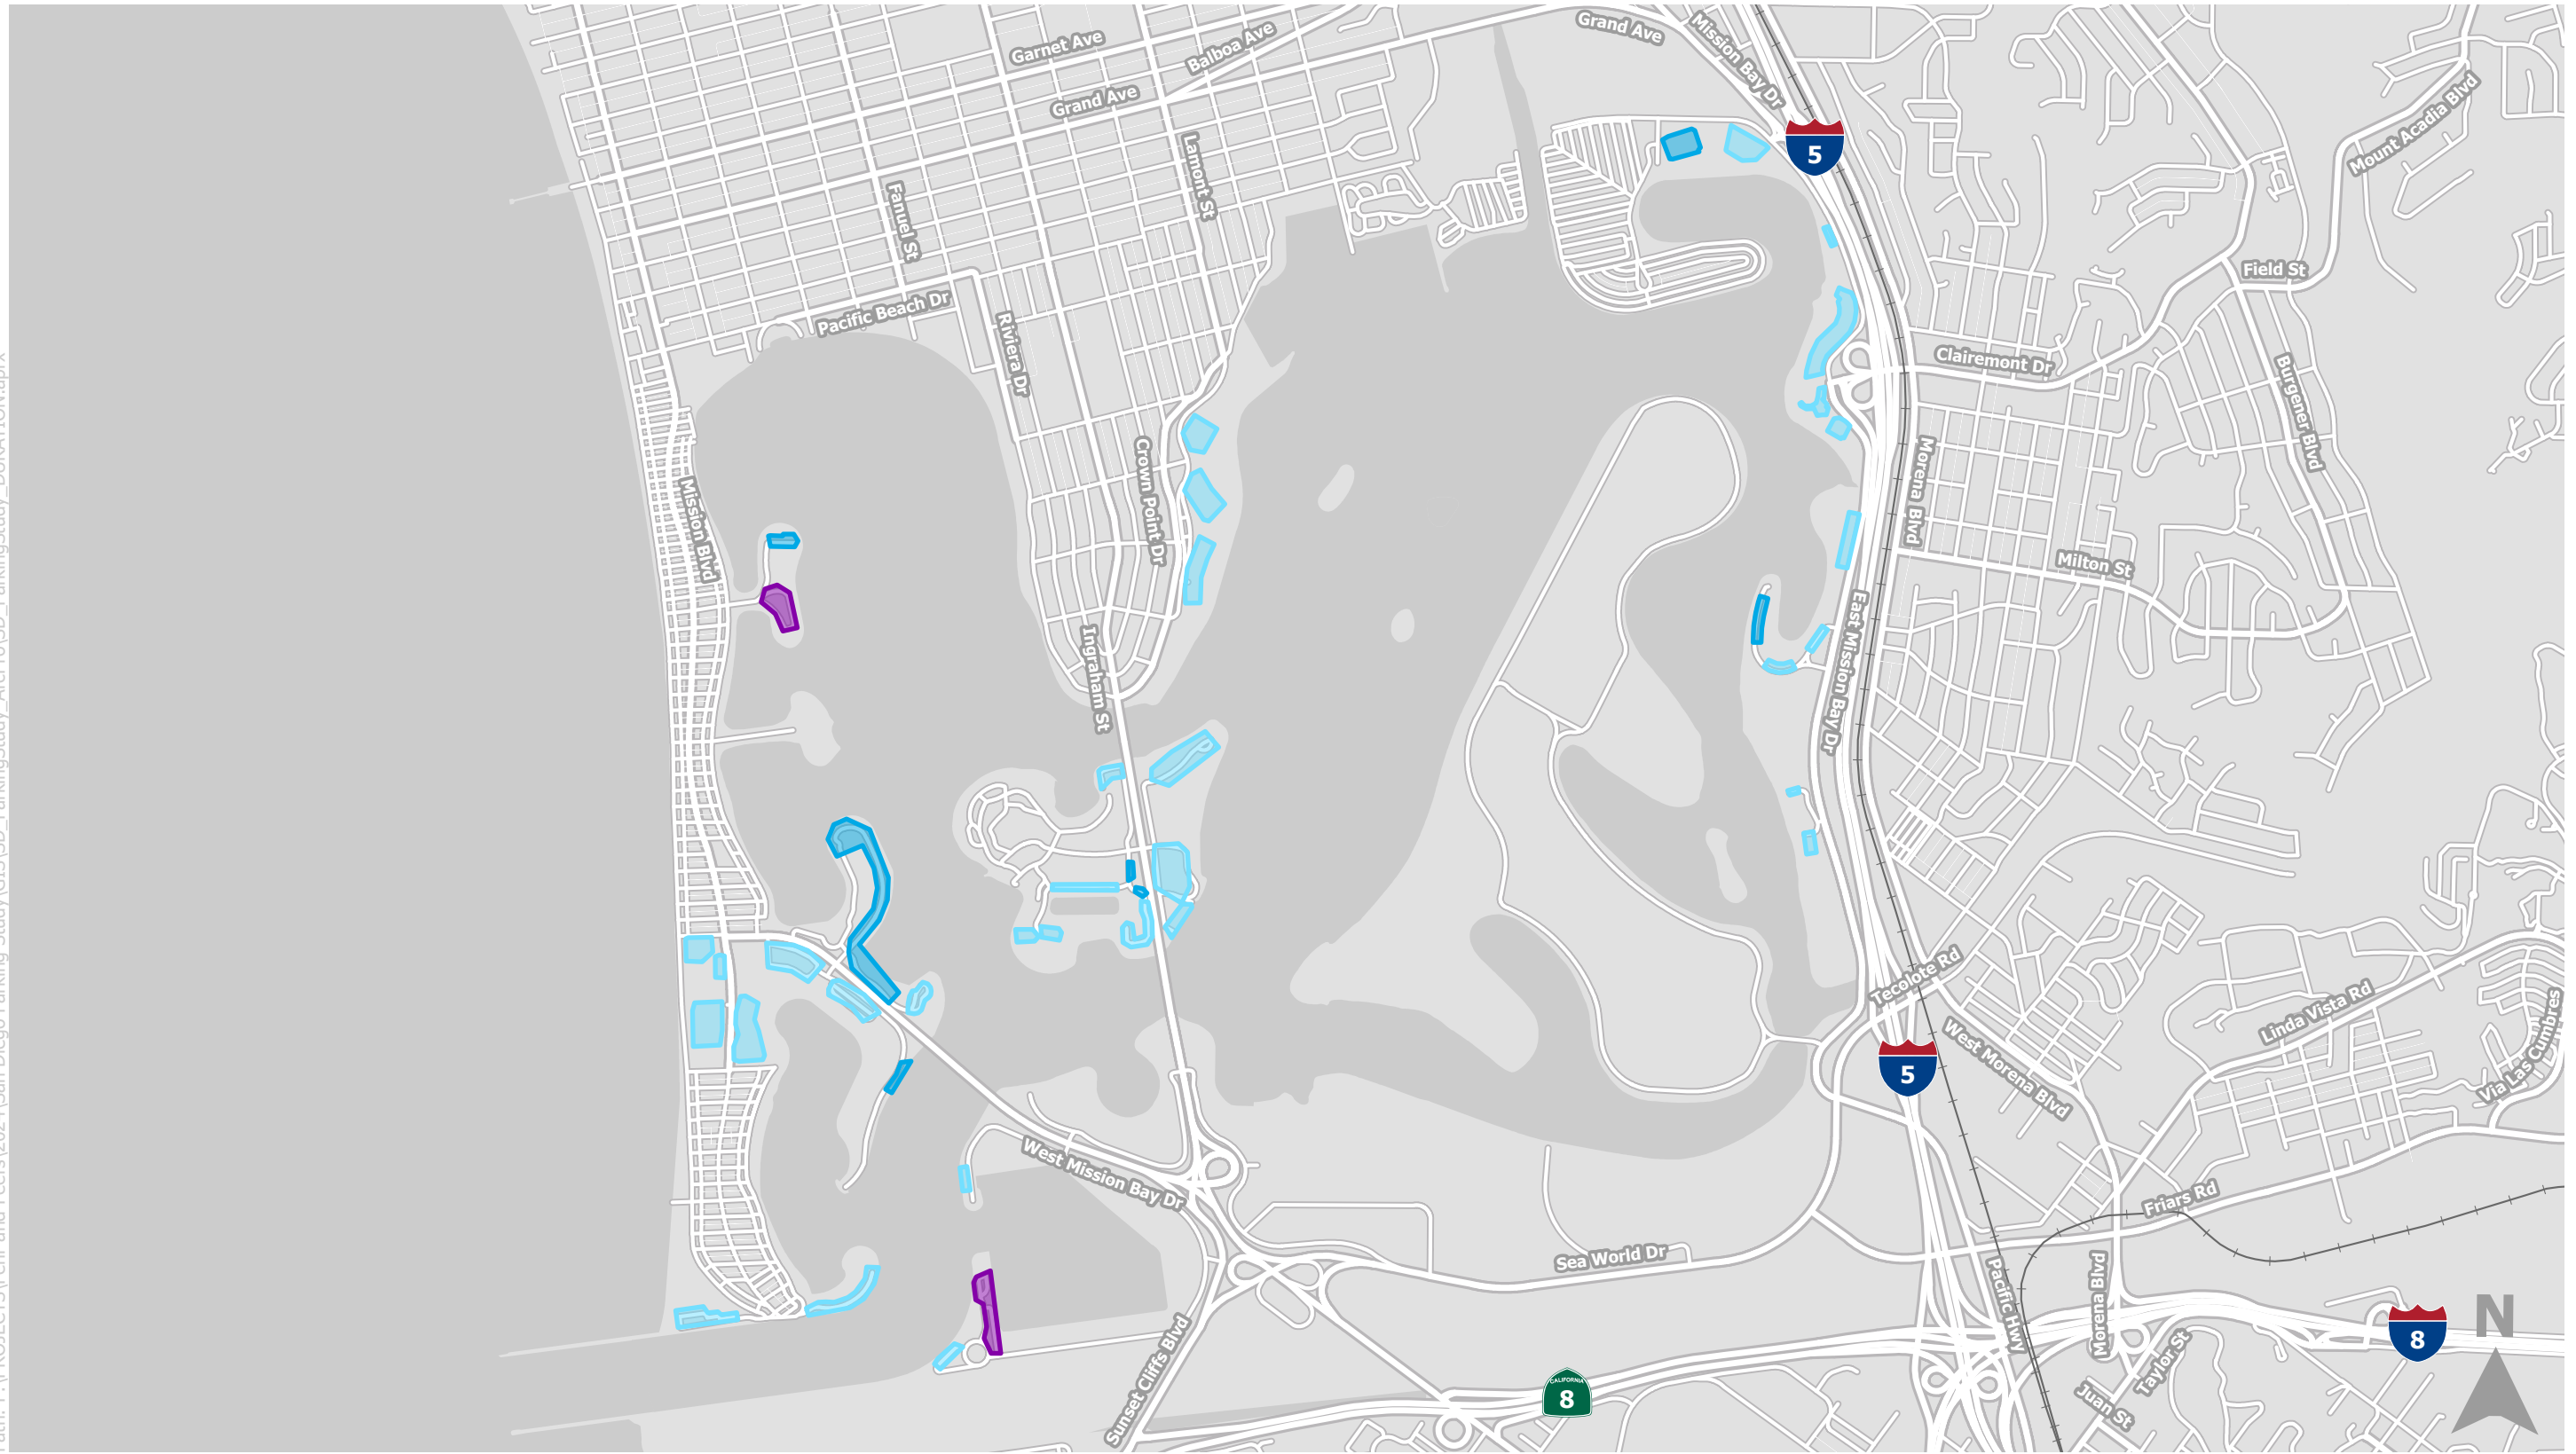 Garnet Ave
Balboa Ave
Grand Ave
Grand Ave
Mission Bay Dr
5
Mount Acadia Blvd
Lamont St
Fanuel St
Field St
Pacific Beach Dr
Riviera Dr
Clairemont Dr
Burgener Blvd
Crown Point Dr
Morena Blvd
Mission Blvd
Milton St
Ingraham St
East Mission Bay Dr
Tecolote Rd
Linda Vista Rd
Via Las Cumbres
5
West Morena Blvd
West Mission Bay Dr
Friars Rd
Sea World Dr
Pacific Hwy
Morena Blvd
Taylor St
Juan St
Sunset Cliffs Blvd
CALIFORNIA
8
8
N